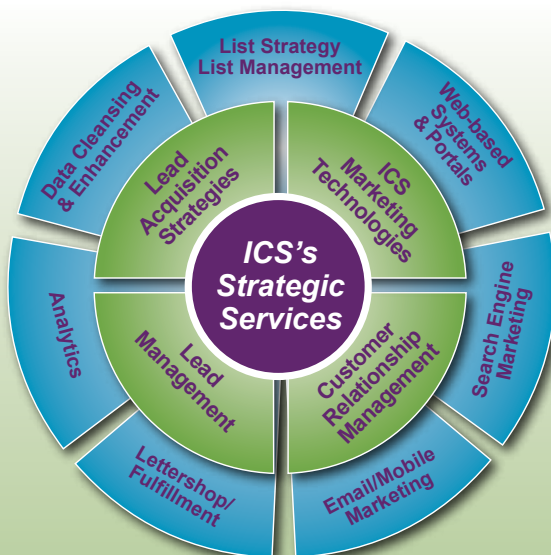 List Strategy
List Management
Web-based
Systems
& Portals
Search Engine
Marketing
Email/Mobile
Marketing
Lettershop/
Fulfillment
Analytics
Data Cleansing
& Enhancement
Lead
Acquisition
Strategies
ICS
Marketing
Technologies
Customer
Relationship
Management
Lead
Management
ICS's
Strategic
Services